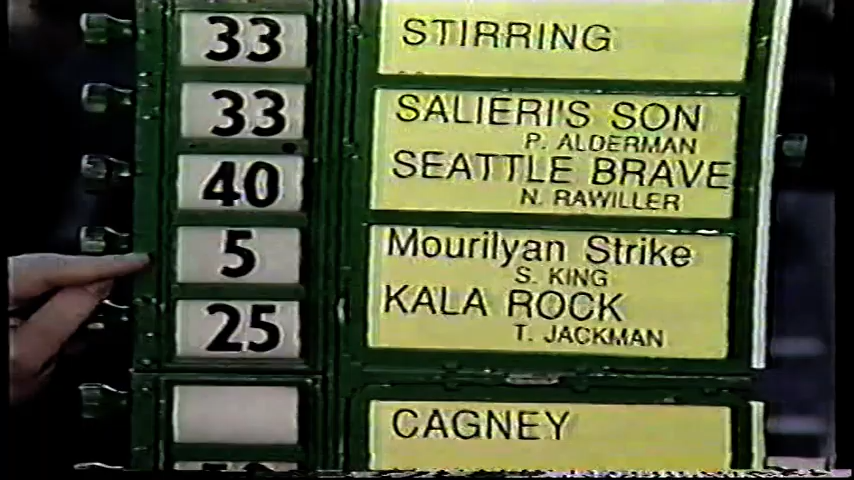 33 STIRRING
33 SALIERI'S SON
P. ALDERMAN
40 SEATTLE BRAVE
N. RAWILLER
5 Mourilyan Strike
S. KING
25 KALA ROCK
T. JACKMAN
CAGNEY